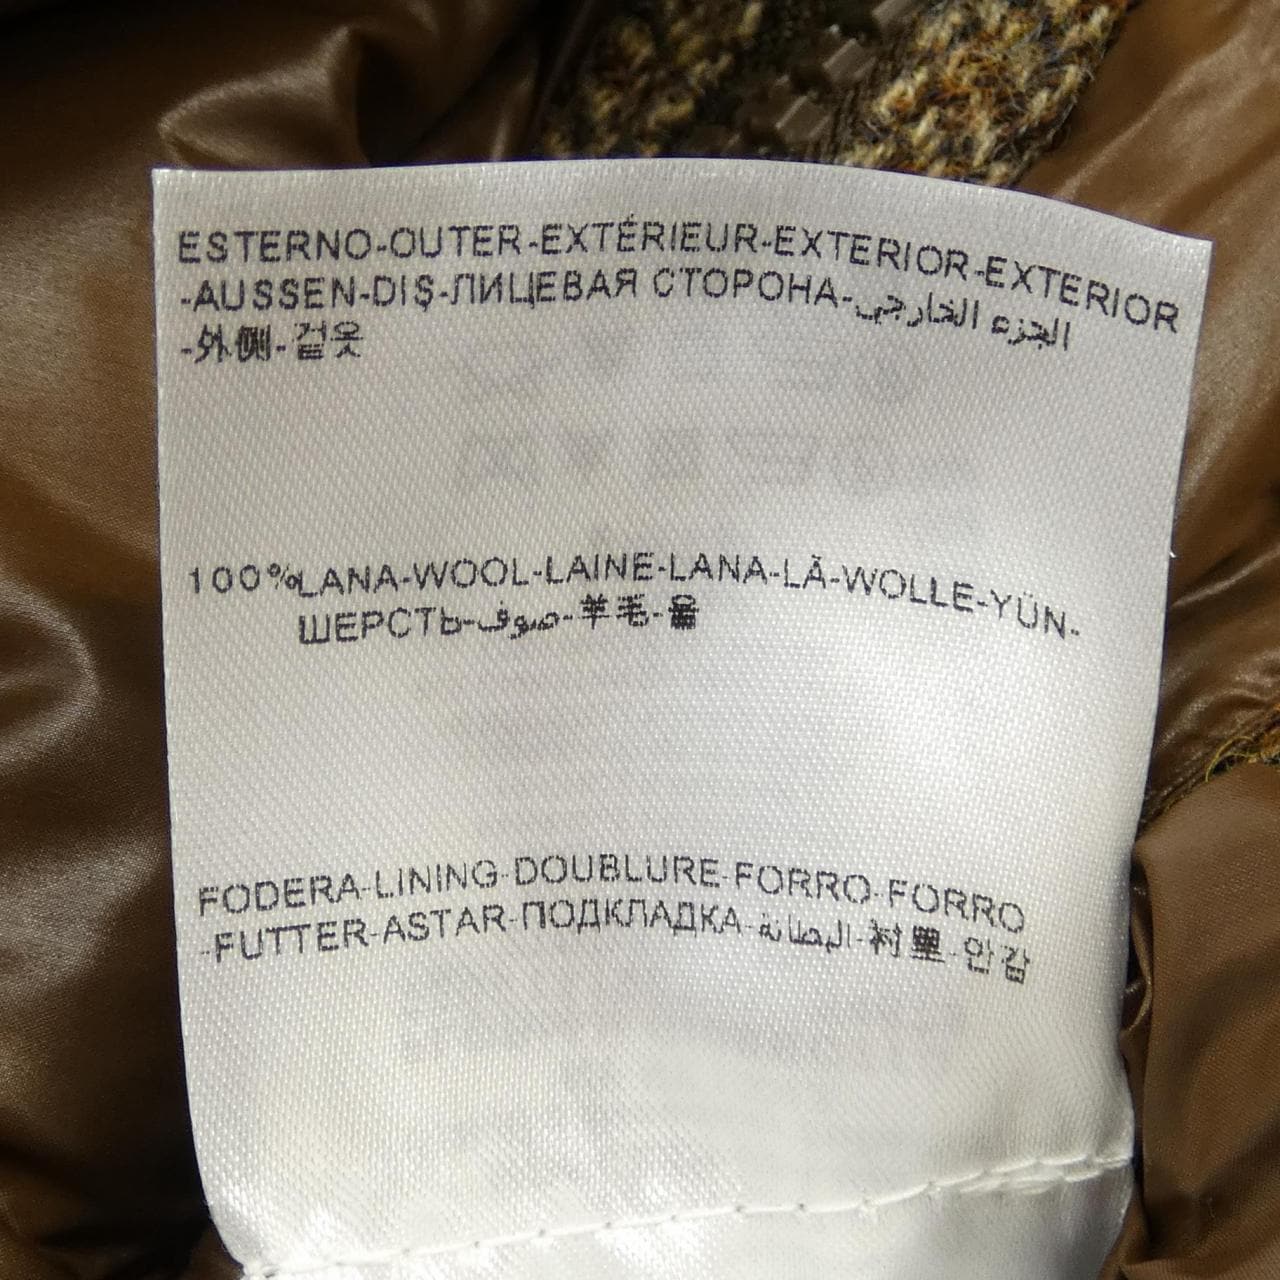 ESTERNO-OUTER-EXTÉRIEUR-EXTERIOR-EXTERIOR
-AUSSEN-DIŞ-ЛИЦЕВАЯ СТОРОНА-الجزء الخارجي
-外侧-겉옷
100%LANA-WOOL-LAINE-LANA-LÃ-WOLLE-YÜN-
ШЕРСТЬ-صوف-羊毛-울
FODERA-LINING-DOUBLURE-FORRO-FORRO
-FUTTER-ASTAR-ПОДКЛАДКА-البطانة-衬里-안감